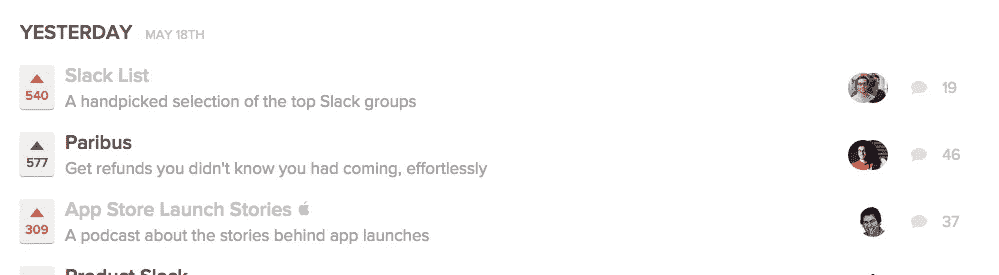 YESTERDAY MAY 18TH
Slack List
540
A handpicked selection of the top Slack groups
19
Paribus
577
Get refunds you didn't know you had coming, effortlessly
46
App Store Launch Stories
309
A podcast about the stories behind app launches
37
Product Slack